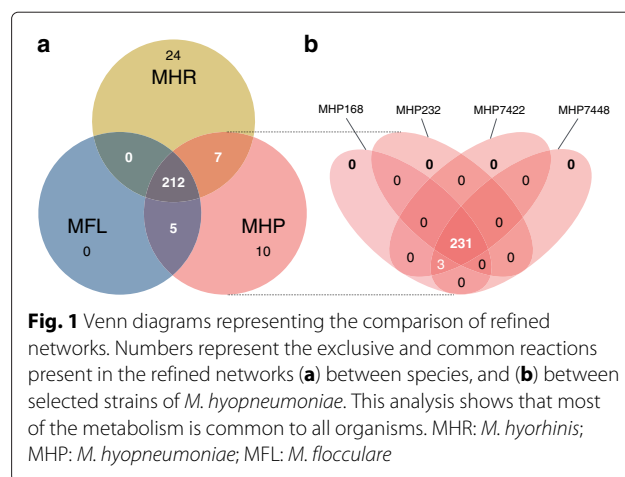 a
b
24
MHR
MHP168
MHP232
MHP7422
MHP7448
0
7
212
MFL
0
5
MHP
10
0
0
0
0
0
0
0
0
0
231
0
3
0
0
0
Fig. 1 Venn diagrams representing the comparison of refined
networks. Numbers represent the exclusive and common reactions
present in the refined networks (a) between species, and (b) between
selected strains of M. hyopneumoniae. This analysis shows that most
of the metabolism is common to all organisms. MHR: M. hyorhinis;
MHP: M. hyopneumoniae; MFL: M. flocculare